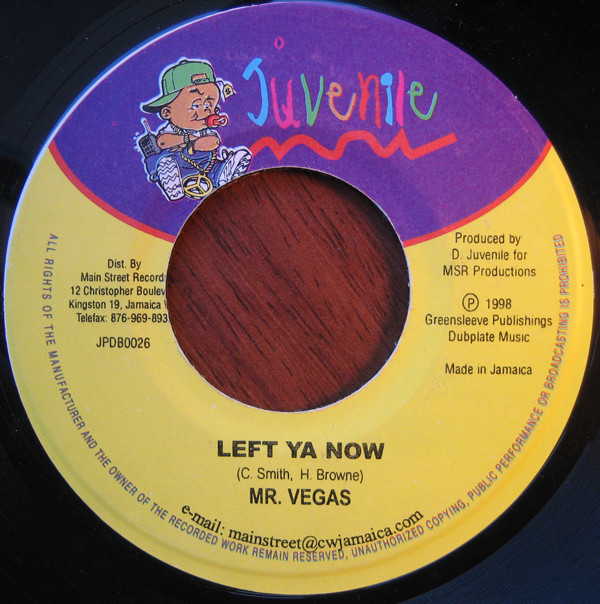 Juvenile
Dist. By
Main Street Records
12 Christopher Boulev
Kingston 19, Jamaica
Telefax: 876-969-893
JPDB0026
Produced by
D. Juvenile for
MSR Productions
Ⓟ 1998
Greensleeve Publishings
Dubplate Music
Made in Jamaica
LEFT YA NOW
(C. Smith, H. Browne)
MR. VEGAS
e-mail: mainstreet@cwjamaica.com
ALL RIGHTS OF THE MANUFACTURER AND THE OWNER OF THE RECORDED WORK REMAIN RESERVED, UNAUTHORIZED COPYING, PUBLIC PERFORMANCE OR BROADCASTING IS PROHIBITED